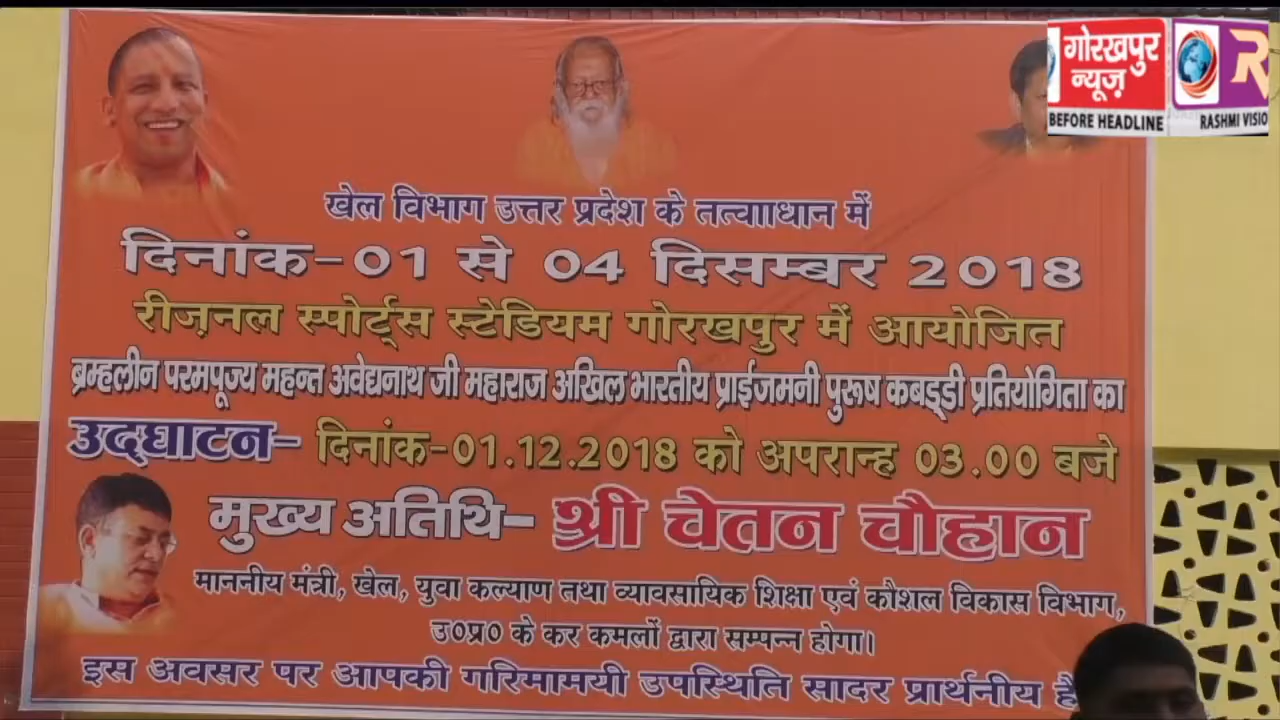 गोरखपुर
न्यूज़
BEFORE HEADLINE
R
RASHMI VISIO
खेल विभाग उत्तर प्रदेश के तत्वााधान में
दिनांक-01 से 04 दिसम्बर 2018
रीज़नल स्पोर्ट्स स्टेडियम गोरखपुर में आयोजित
ब्रम्हलीन परमपूज्य महन्त अवेद्यनाथ जी महाराज अखिल भारतीय प्राईजमनी पुरूष कबड्डी प्रतियोगिता का
उद्घाटन- दिनांक-01.12.2018 को अपरान्ह 03.00 बजे
मुख्य अतिथि- श्री चेतन चौहान
माननीय मंत्री, खेल, युवा कल्याण तथा व्यावसायिक शिक्षा एवं कौशल विकास विभाग,
उ०प्र० के कर कमलों द्वारा सम्पन्न होगा।
इस अवसर पर आपकी गरिमामयी उपस्थिति सादर प्रार्थनीय है